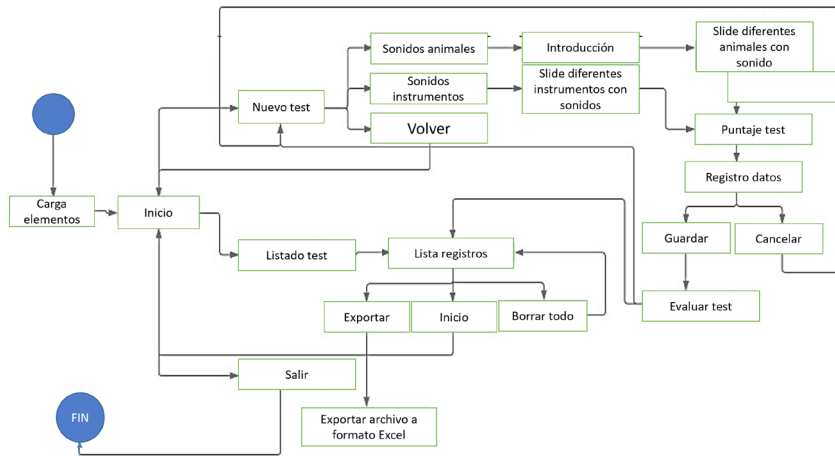 Sonidos animales
Introducción
Slide diferentes
animales con
sonido
Sonidos
instrumentos
Slide diferentes
instrumentos con
sonidos
Nuevo test
Volver
Puntaje test
Registro datos
Carga
elementos
Inicio
Guardar
Cancelar
Listado test
Lista registros
Exportar
Inicio
Borrar todo
Evaluar test
Salir
FIN
Exportar archivo a
formato Excel